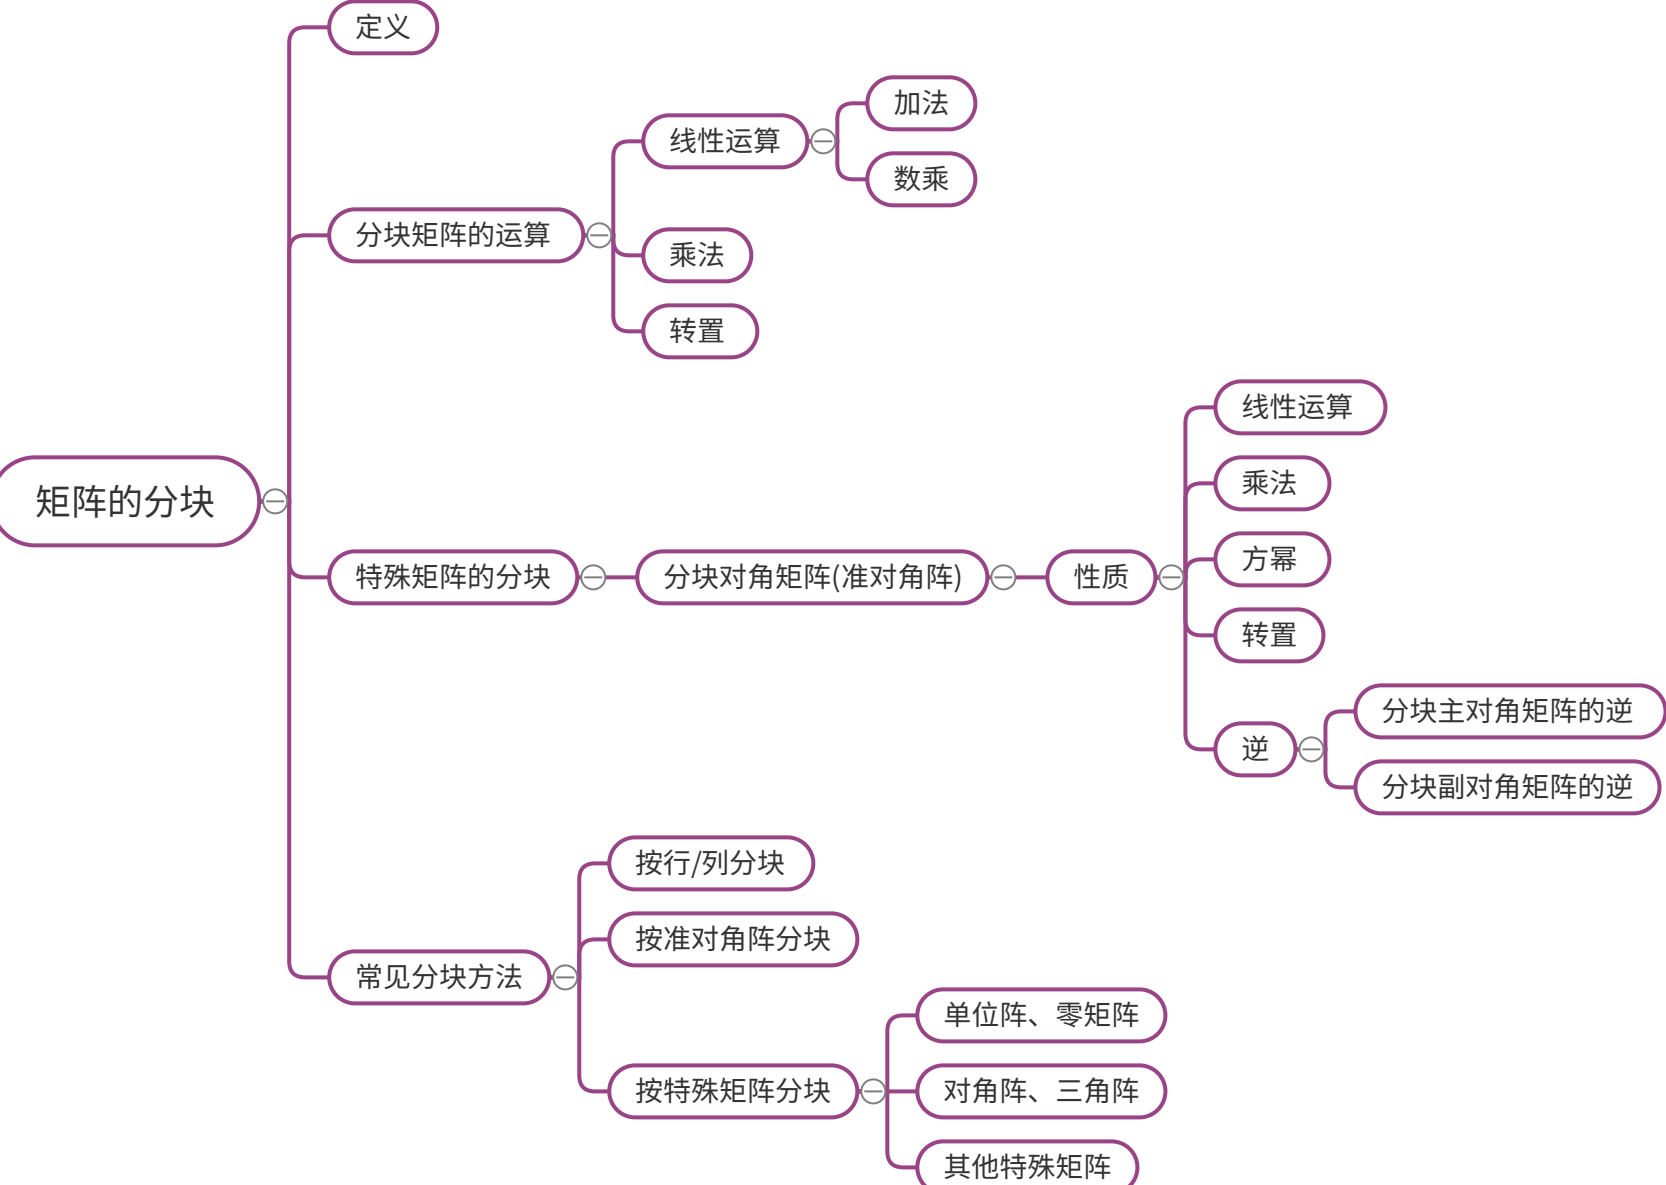 矩阵的分块
定义
分块矩阵的运算
线性运算
加法
数乘
乘法
转置
特殊矩阵的分块
分块对角矩阵(准对角阵)
性质
线性运算
乘法
方幂
转置
逆
分块主对角矩阵的逆
分块副对角矩阵的逆
常见分块方法
按行/列分块
按准对角阵分块
按特殊矩阵分块
单位阵、零矩阵
对角阵、三角阵
其他特殊矩阵